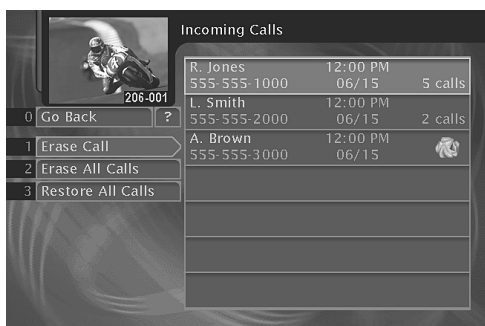 Incoming Calls
206-001
0 Go Back ?
1 Erase Call
2 Erase All Calls
3 Restore All Calls
R. Jones 12:00 PM
555-555-1000 06/15 5 calls
L. Smith 12:00 PM
555-555-2000 06/15 2 calls
A. Brown 12:00 PM
555-555-3000 06/15